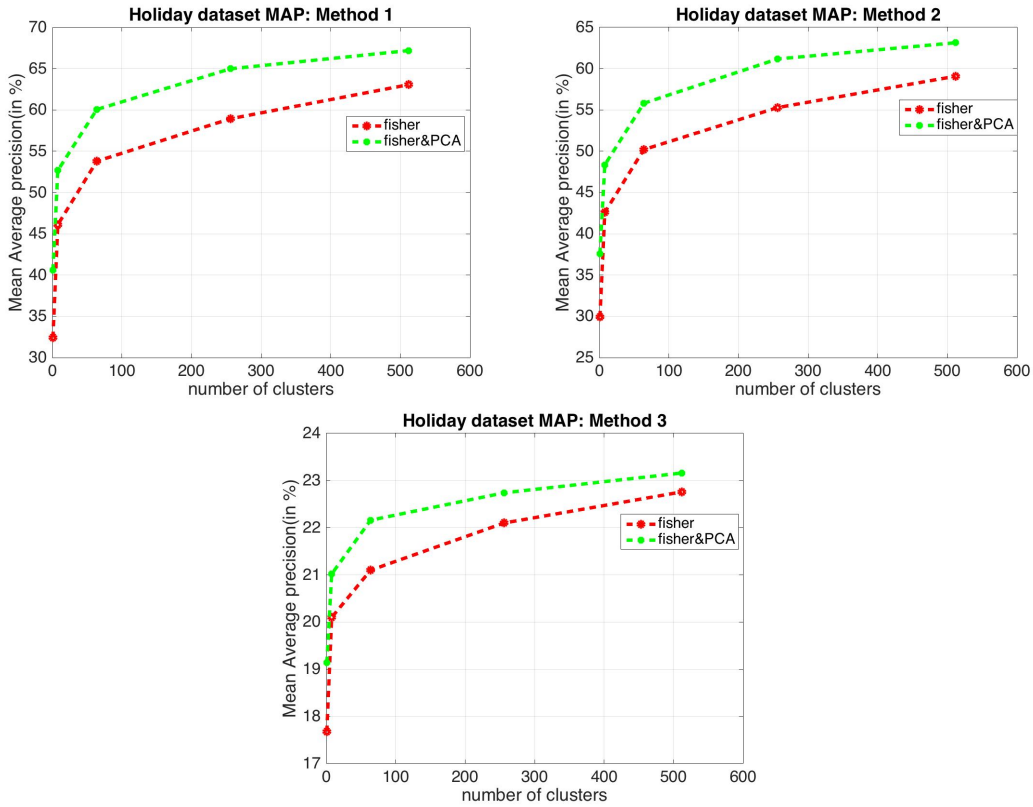 Holiday dataset MAP: Method 1
Mean Average precision(in %)
70
65
60
55
50
45
40
35
30
fisher
fisher&PCA
0 100 200 300 400 500 600
number of clusters
Holiday dataset MAP: Method 2
Mean Average precision(in %)
65
60
55
50
45
40
35
30
25
fisher
fisher&PCA
0 100 200 300 400 500 600
number of clusters
Holiday dataset MAP: Method 3
Mean Average precision(in %)
24
23
22
21
20
19
18
17
fisher
fisher&PCA
0 100 200 300 400 500 600
number of clusters